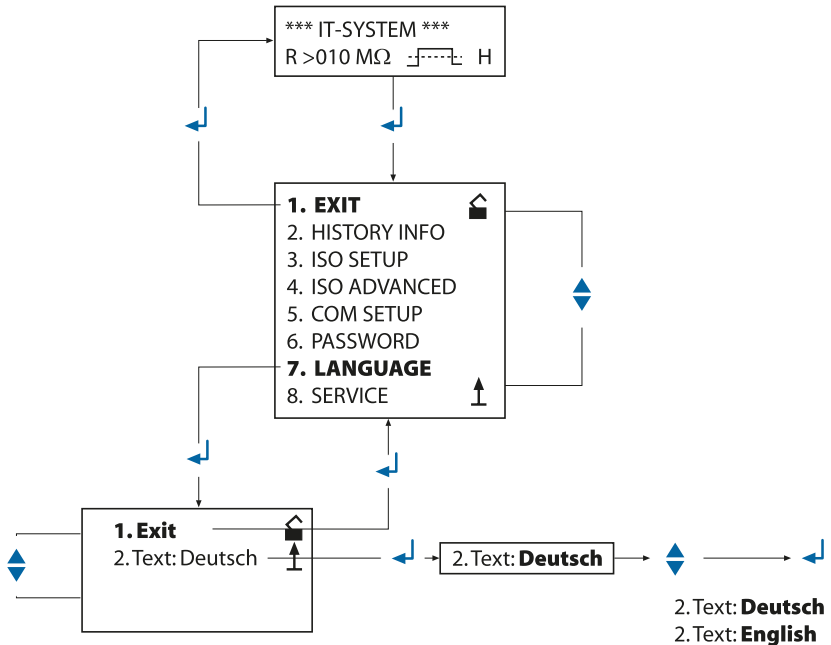 *** IT-SYSTEM ***
R >010 MΩ H
1. EXIT
2. HISTORY INFO
3. ISO SETUP
4. ISO ADVANCED
5. COM SETUP
6. PASSWORD
7. LANGUAGE
8. SERVICE
1. Exit
2. Text: Deutsch
2. Text: Deutsch
2. Text: Deutsch
2. Text: English